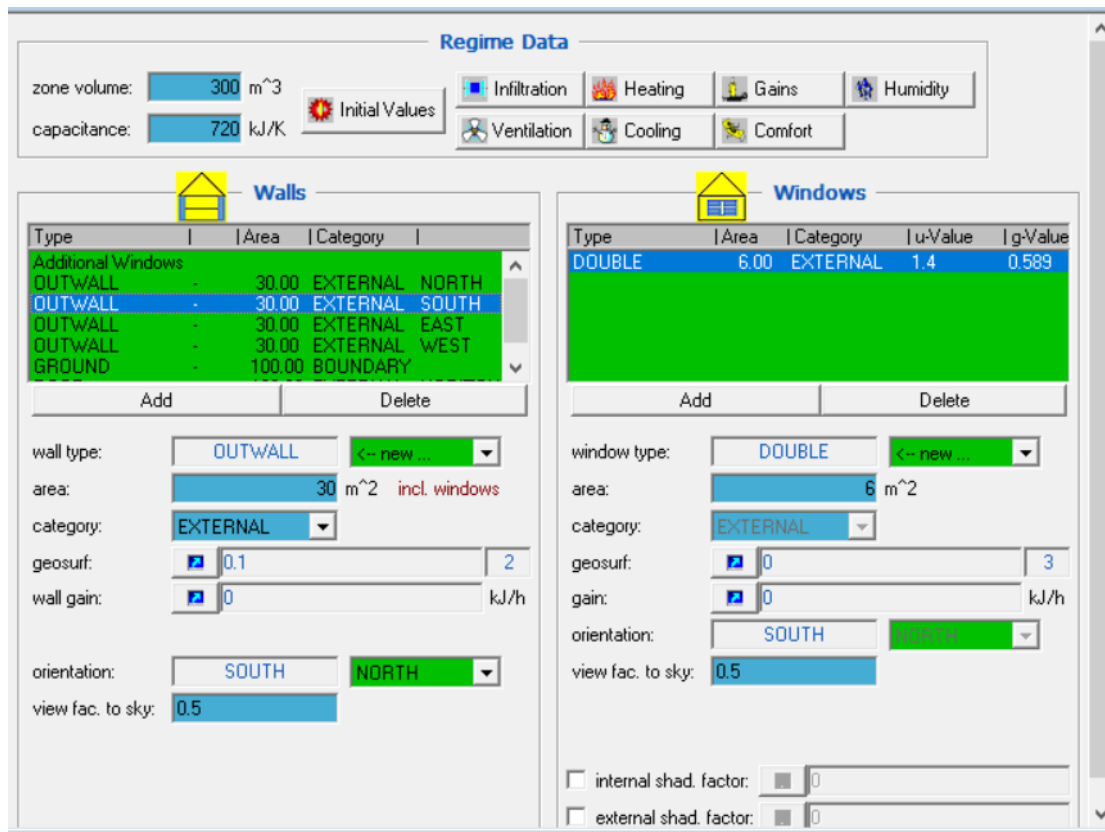 Regime Data
zone volume: 300 m^3
capacitance: 720 kJ/K
Initial Values
Infiltration Heating Gains Humidity
Ventilation Cooling Comfort
Walls
Type | | Area | Category |
Additional Windows
OUTWALL - 30.00 EXTERNAL NORTH
OUTWALL - 30.00 EXTERNAL SOUTH
OUTWALL - 30.00 EXTERNAL EAST
OUTWALL - 30.00 EXTERNAL WEST
GROUND - 100.00 BOUNDARY
Add Delete
wall type: OUTWALL <-- new ...
area: 30 m^2 incl. windows
category: EXTERNAL
geosurf: 0.1 2
wall gain: 0 kJ/h
orientation: SOUTH NORTH
view fac. to sky: 0.5
Windows
Type | Area | Category | u-Value | g-Value
DOUBLE 6.00 EXTERNAL 1.4 0.589
Add Delete
window type: DOUBLE <-- new ...
area: 6 m^2
category: EXTERNAL
geosurf: 0 3
gain: 0 kJ/h
orientation: SOUTH NORTH
view fac. to sky: 0.5
internal shad. factor: 0
external shad. factor: 0